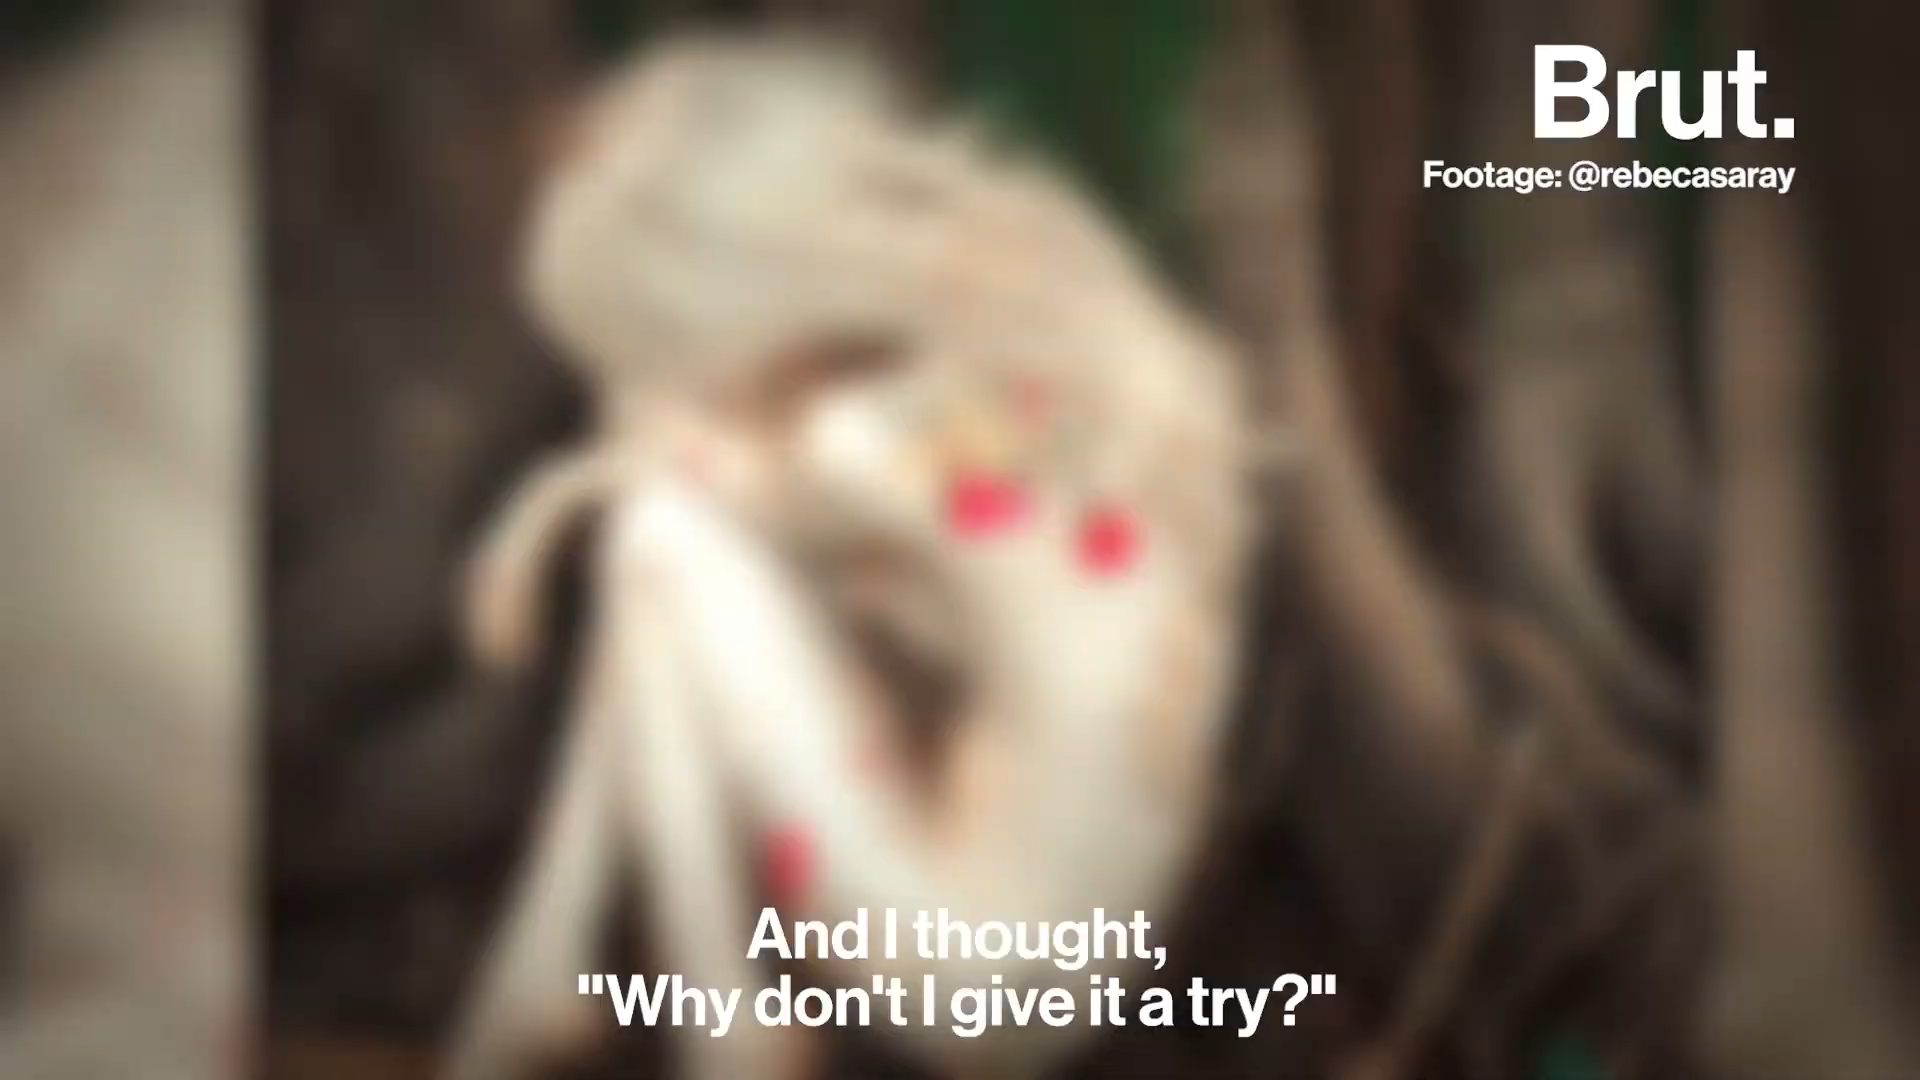 Brut.
Footage: @rebecasaray
And I thought,
"Why don't I give it a try?"